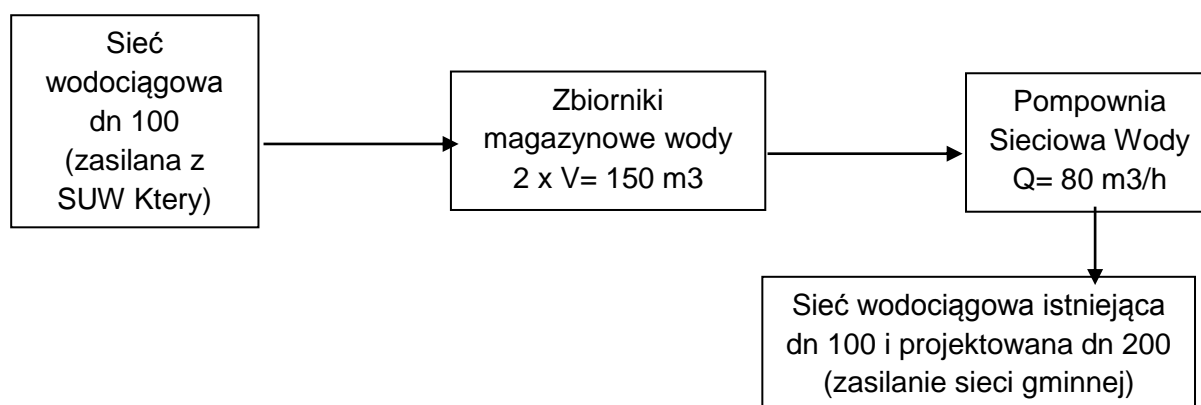 Sieć
wodociągowa
dn 100
(zasilana z
SUW Ktery)
Zbiorniki
magazynowe wody
2 x V= 150 m3
Pompownia
Sieciowa Wody
Q= 80 m3/h
Sieć wodociągowa istniejąca
dn 100 i projektowana dn 200
(zasilanie sieci gminnej)